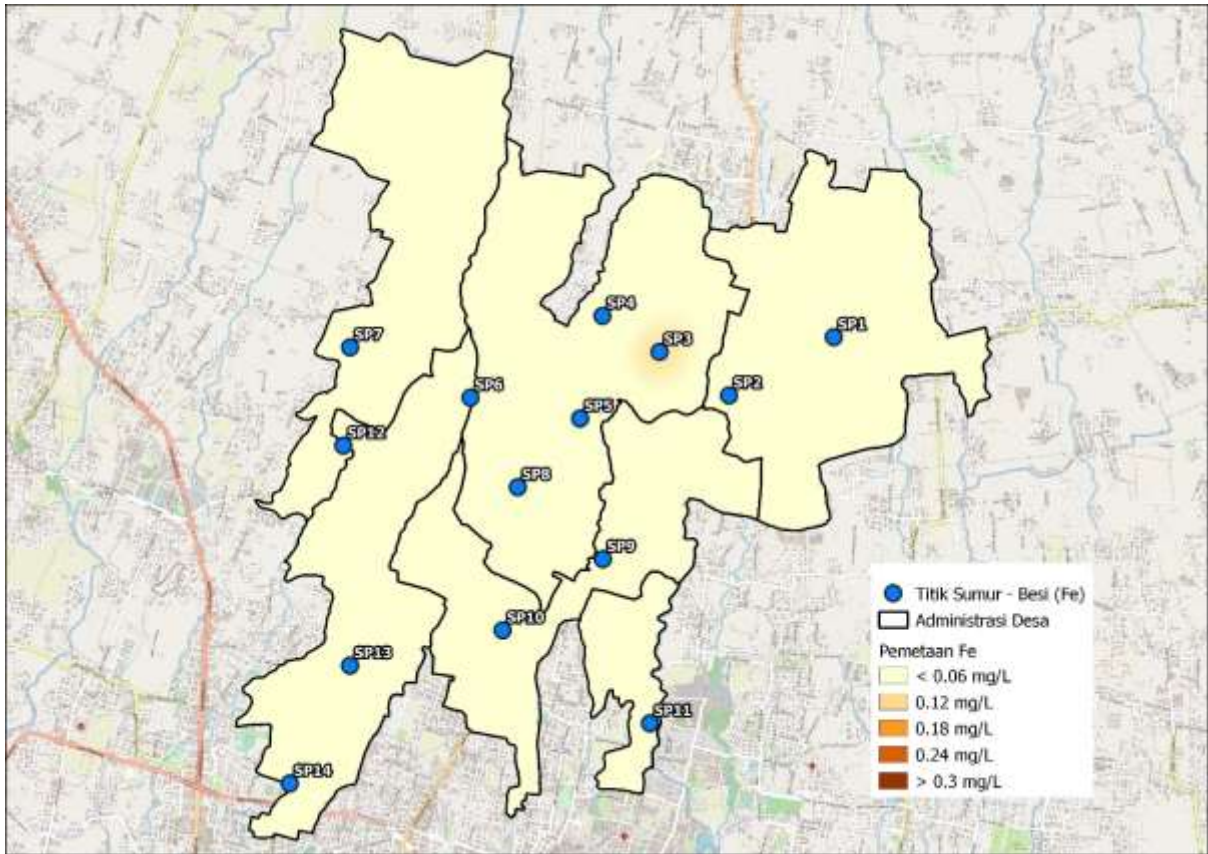 SP4
SP1
SP7
SP3
SP6
SP2
SP5
SP12
SP8
SP9
SP10
SP13
SP11
SP14
Titik Sumur - Besi (Fe)
Administrasi Desa
Pemetaan Fe
< 0.06 mg/L
0.12 mg/L
0.18 mg/L
0.24 mg/L
> 0.3 mg/L